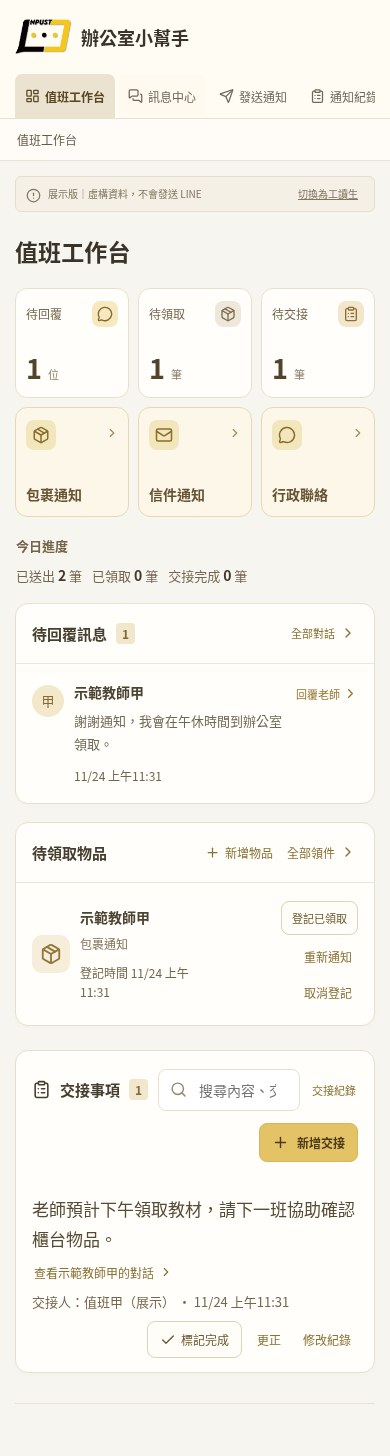 NPUST
辦公室小幫手
值班工作台 訊息中心 發送通知 通知紀錄
值班工作台
展示版｜虛構資料，不會發送 LINE 切換為工讀生
值班工作台
待回覆 待領取 待交接
1 位 1 筆 1 筆
包裹通知 信件通知 行政聯絡
今日進度
已送出 2 筆 已領取 0 筆 交接完成 0 筆
待回覆訊息 1 全部對話
甲 示範教師甲 回覆老師
謝謝通知，我會在午休時間到辦公室
領取。
11/24 上午11:31
待領取物品 新增物品 全部領件
示範教師甲 登記已領取
包裹通知
重新通知
登記時間 11/24 上午
11:31
取消登記
交接事項 1 搜尋內容、 交接紀錄
新增交接
老師預計下午領取教材，請下一班協助確認
櫃台物品。
查看示範教師甲的對話
交接人：值班甲（展示） • 11/24 上午11:31
標記完成 更正 修改紀錄